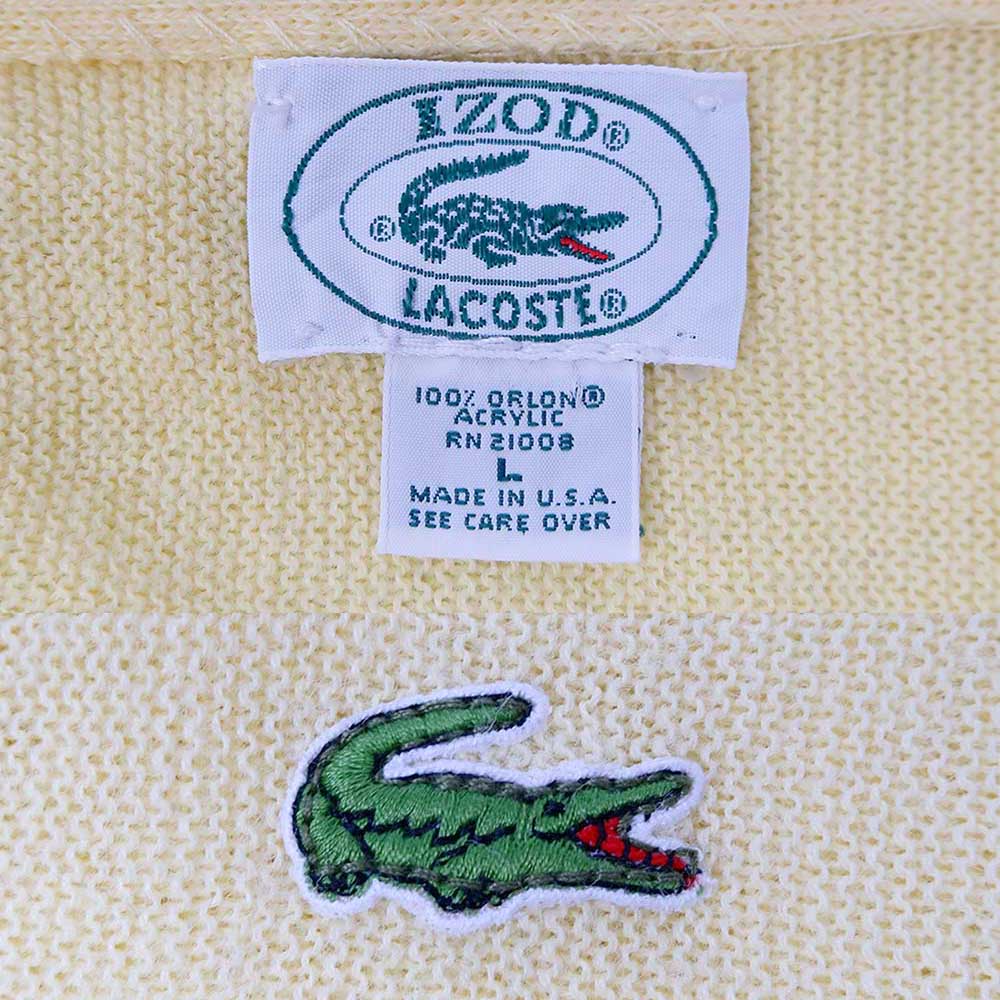 IZOD®
®
LACOSTE®
100% ORLON®
ACRYLIC
RN 21008
L
MADE IN U.S.A.
SEE CARE OVER